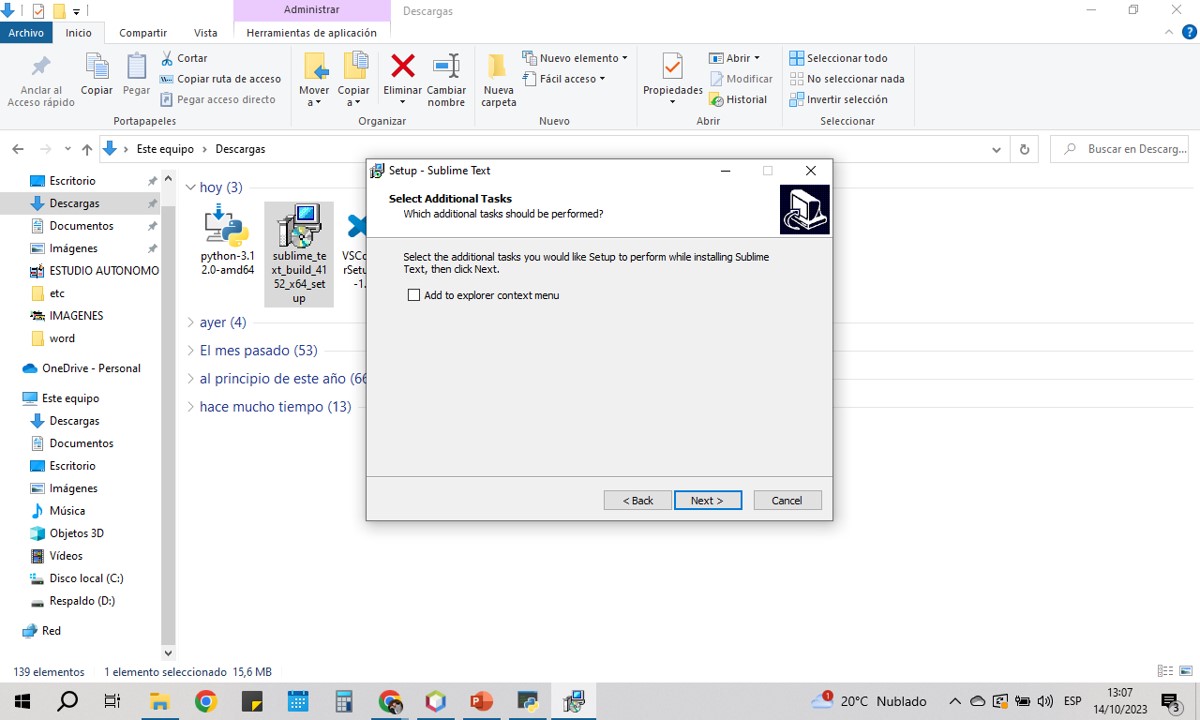 Administrar
Descargas
Archivo
Inicio
Compartir
Vista
Herramientas de aplicación
Anclar al
Acceso rápido
Copiar
Pegar
Cortar
Copiar ruta de acceso
Pegar acceso directo
Portapapeles
Mover
a
Copiar
a
Eliminar
Cambiar
nombre
Organizar
Nueva
carpeta
Nuevo elemento
Fácil acceso
Nuevo
Propiedades
Abrir
Modificar
Historial
Abrir
Seleccionar todo
No seleccionar nada
Invertir selección
Seleccionar
Este equipo > Descargas
Buscar en Descarg...
Escritorio
Descargas
Documentos
Imágenes
ESTUDIO AUTONOMO
etc
IMAGENES
word
OneDrive - Personal
Este equipo
Descargas
Documentos
Escritorio
Imágenes
Música
Objetos 3D
Vídeos
Disco local (C:)
Respaldo (D:)
Red
hoy (3)
python-3.1
2.0-amd64
sublime_te
xt_build_4
152_x64_set
up
VSCo
rSetu
-1.
ayer (4)
El mes pasado (53)
al principio de este año (66
hace mucho tiempo (13)
Setup - Sublime Text
Select Additional Tasks
Which additional tasks should be performed?
Select the additional tasks you would like Setup to perform while installing Sublime
Text, then click Next.
Add to explorer context menu
< Back
Next >
Cancel
139 elementos
1 elemento seleccionado 15,6 MB
1
20°C Nublado
ESP
13:07
14/10/2023
3